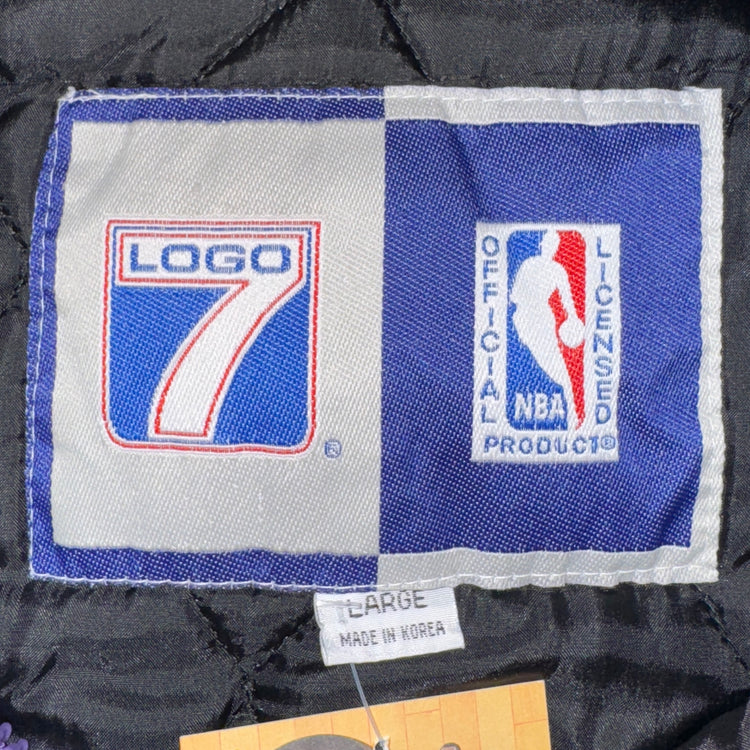 LOGO
7
®
OFFICIAL
LICENSED
NBA
PRODUCT®
LARGE
MADE IN KOREA